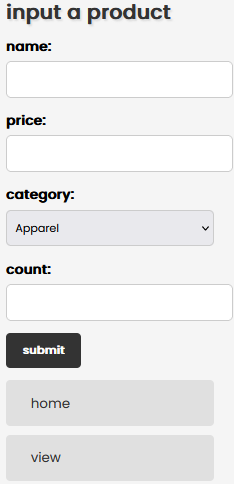 input a product
name:
price:
category:
Apparel
count:
submit
home
view